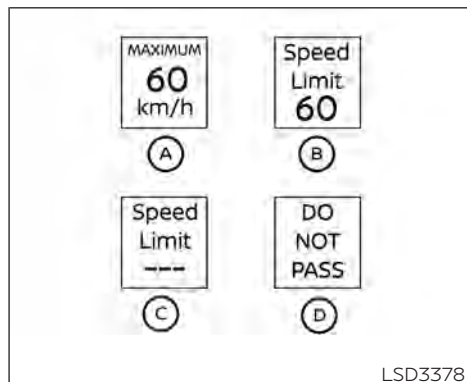 MAXIMUM
60
km/h
A
Speed
Limit
60
B
Speed
Limit
---
C
DO
NOT
PASS
D
LSD3378